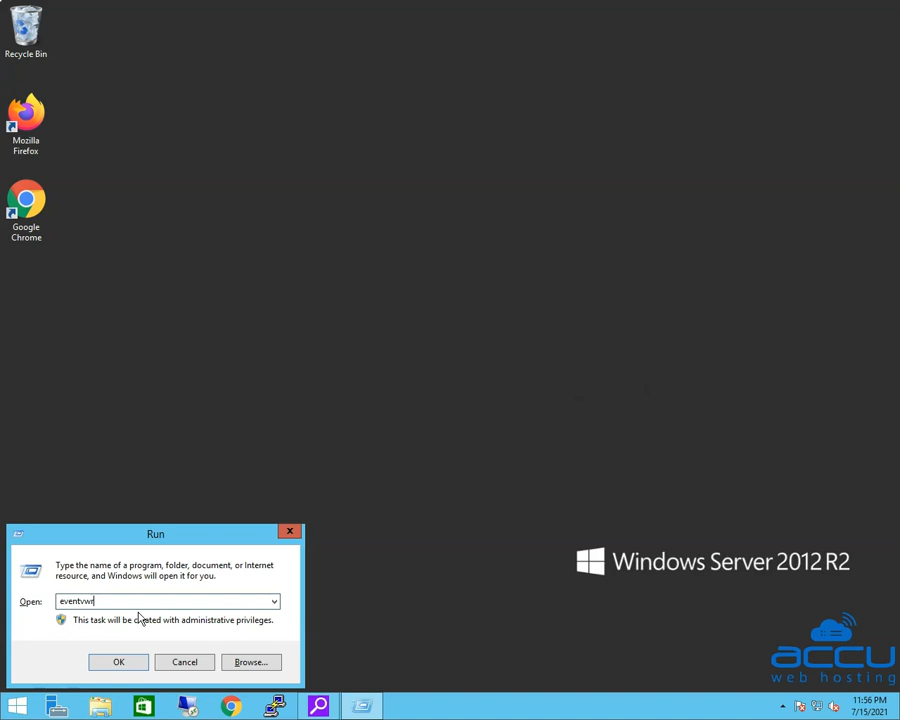 Recycle Bin
Mozilla
Firefox
Google
Chrome
Run
Type the name of a program, folder, document, or Internet
resource, and Windows will open it for you.
Open: eventvwr
This task will be created with administrative privileges.
OK Cancel Browse...
Windows Server 2012 R2
accu
web hosting
11:56 PM
7/15/2021